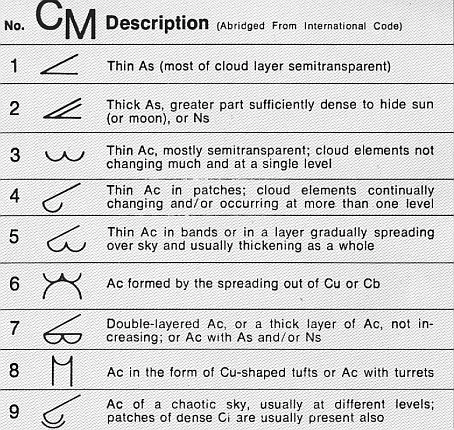 No. CM Description (Abridged From International Code)
1 Thin As (most of cloud layer semitransparent)
2 Thick As, greater part sufficiently dense to hide sun
(or moon), or Ns
3 Thin Ac, mostly semitransparent; cloud elements not
changing much and at a single level
4 Thin Ac in patches; cloud elements continually
changing and/or occurring at more than one level
5 Thin Ac in bands or in a layer gradually spreading
over sky and usually thickening as a whole
6 Ac formed by the spreading out of Cu or Cb
7 Double-layered Ac, or a thick layer of Ac, not in-
creasing; or Ac with As and/or Ns
8 Ac in the form of Cu-shaped tufts or Ac with turrets
9 Ac of a chaotic sky, usually at different levels;
patches of dense Ci are usually present also